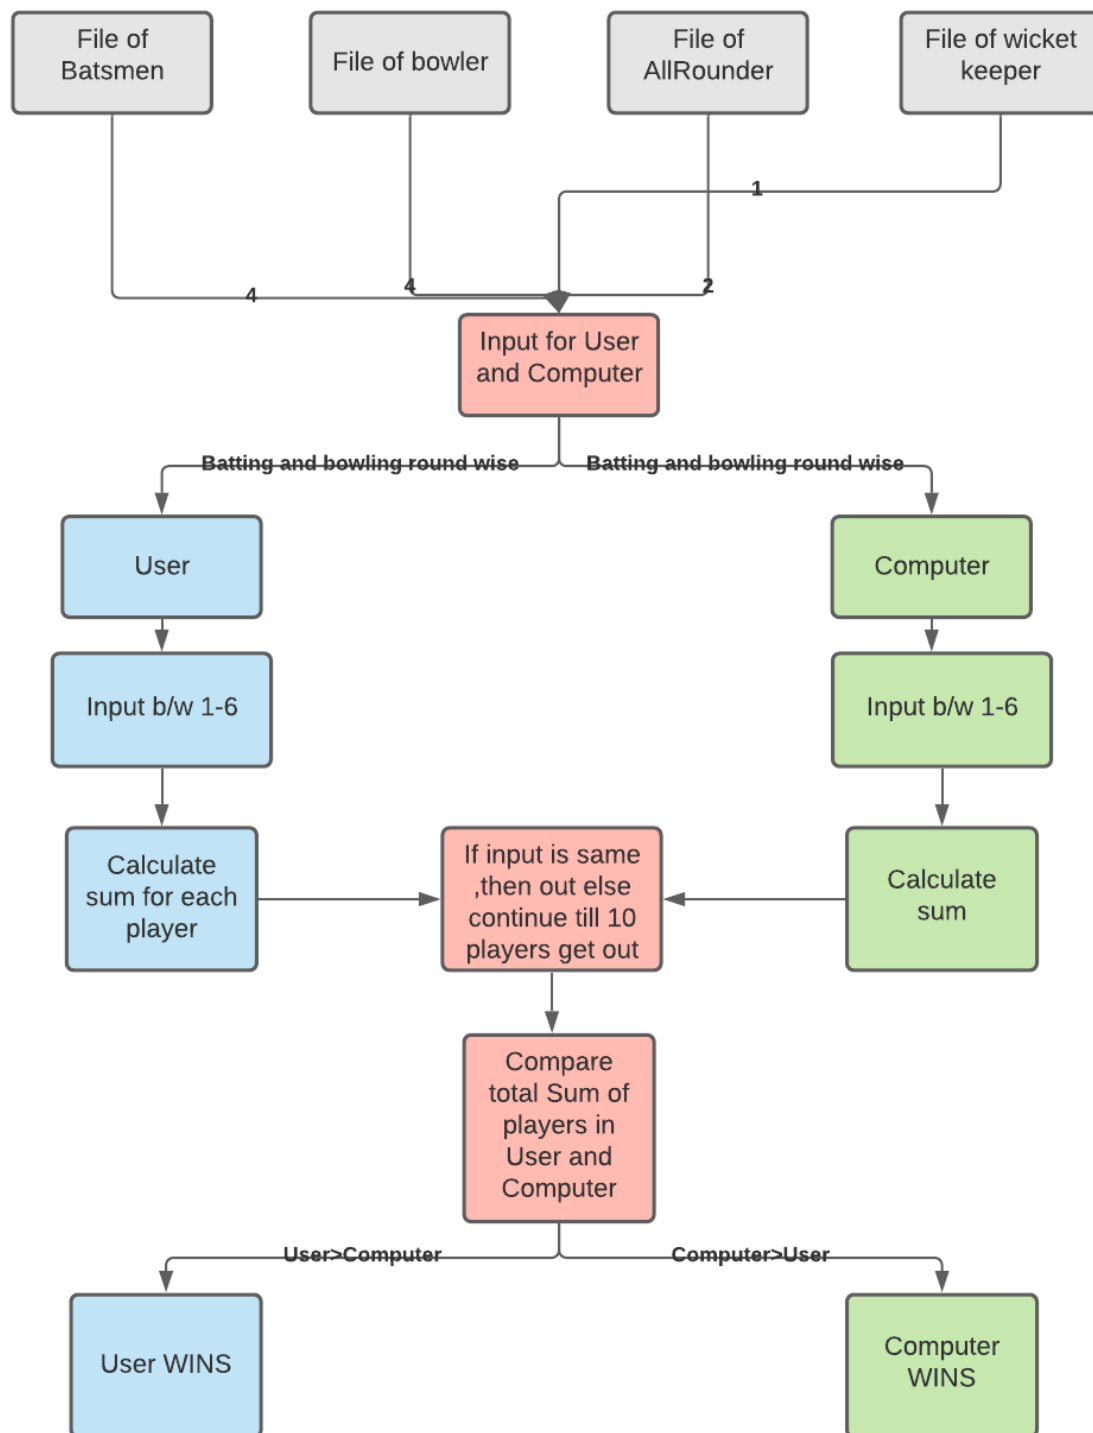 File of
Batsmen
File of bowler
File of
AllRounder
File of wicket
keeper
1
4
4
2
Input for User
and Computer
Batting and bowling round wise
Batting and bowling round wise
User
Computer
Input b/w 1-6
Input b/w 1-6
Calculate
sum for each
player
If input is same
,then out else
continue till 10
players get out
Calculate
sum
Compare
total Sum of
players in
User and
Computer
User>Computer
Computer>User
User WINS
Computer
WINS